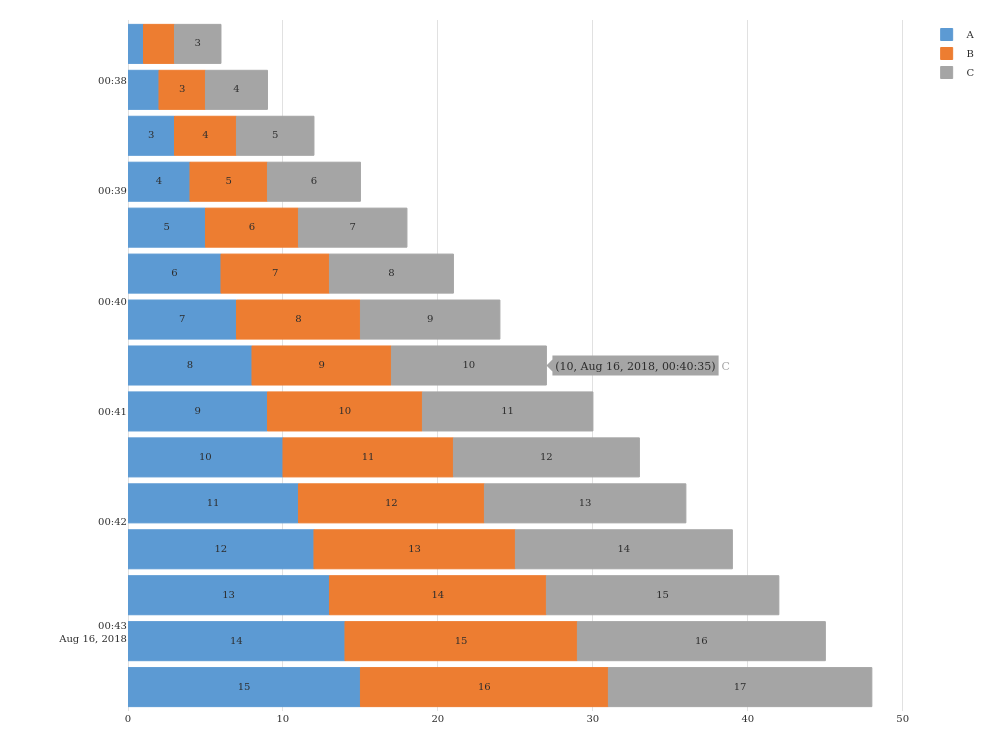 A
B
C
3
00:38
3 4
3 4 5
4 5 6
00:39
5 6 7
6 7 8
00:40
7 8 9
8 9 10 (10, Aug 16, 2018, 00:40:35) C
00:41 9 10 11
10 11 12
11 12 13
00:42
12 13 14
13 14 15
00:43
Aug 16, 2018
14 15 16
15 16 17
0 10 20 30 40 50